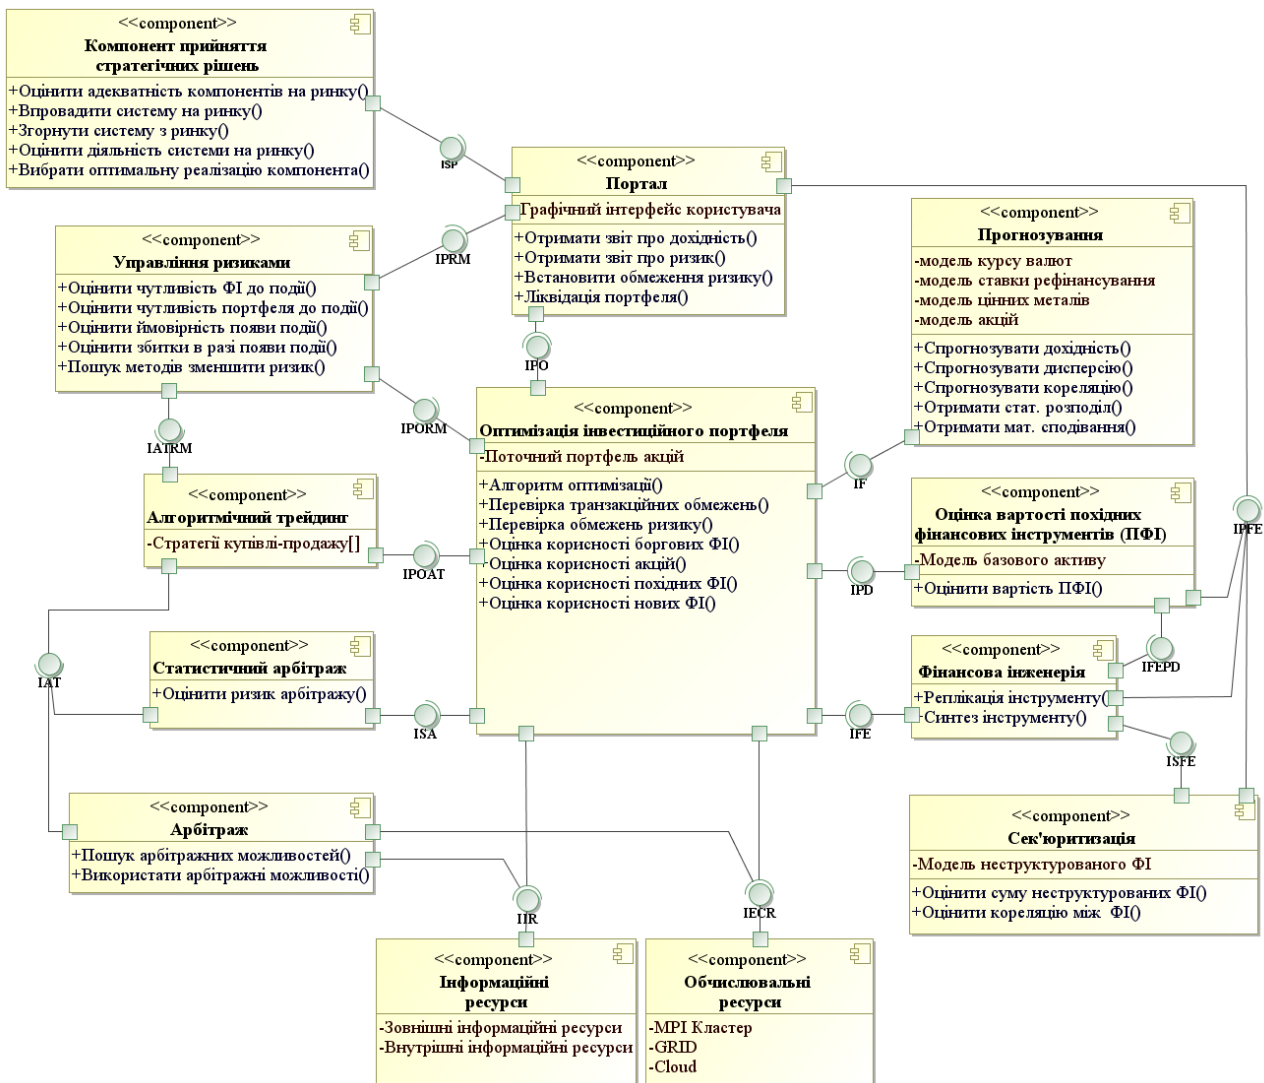 <<component>>
Компонент прийняття
стратегічних рішень
+Оцінити адекватність компонентів на ринку()
+Впровадити систему на ринку()
+Згорнути систему з ринку()
+Оцінити діяльність системи на ринку()
+Вибрати оптимальну реалізацію компонента()
ISP
<<component>>
Портал
Графічний інтерфейс користувача
+Отримати звіт про дохідність()
+Отримати звіт про ризик()
+Встановити обмеження ризику()
+Ліквідація портфеля()
IPRM
IPO
<<component>>
Управління ризиками
+Оцінити чутливість ФІ до події()
+Оцінити чутливість портфеля до події()
+Оцінити ймовірність появи події()
+Оцінити збитки в разі появи події()
+Пошук методів зменшити ризик()
IPORM
IATRM
<<component>>
Прогнозування
-модель курсу валют
-модель ставки рефінансування
-модель цінних металів
-модель акцій
+Спрогнозувати дохідність()
+Спрогнозувати дисперсію()
+Спрогнозувати кореляцію()
+Отримати стат. розподіл()
+Отримати мат. сподівання()
IF
<<component>>
Оптимізація інвестиційного портфеля
-Поточний портфель акцій
+Алгоритм оптимізації()
+Перевірка транзакційних обмежень()
+Перевірка обмежень ризику()
+Оцінка корисності боргових ФІ()
+Оцінка корисності акцій()
+Оцінка корисності похідних ФІ()
+Оцінка корисності нових ФІ()
<<component>>
Алгоритмічний трейдинг
-Стратегії купівлі-продажу[]
IPOAT
<<component>>
Оцінка вартості похідних
фінансових інструментів (ПФІ)
-Модель базового активу
+Оцінити вартість ПФІ()
IPD
IPFE
IFEPD
<<component>>
Статистичний арбітраж
+Оцінити ризик арбітражу()
IAT
ISA
<<component>>
Фінансова інженерія
+Реплікація інструменту()
+Синтез інструменту()
IFE
ISFE
<<component>>
Арбітраж
+Пошук арбітражних можливостей()
+Використати арбітражні можливості()
IIR
IECR
<<component>>
Сек'юритизація
-Модель неструктурованого ФІ
+Оцінити суму неструктурованих ФІ()
+Оцінити кореляцію між ФІ()
<<component>>
Інформаційні
ресурси
-Зовнішні інформаційні ресурси
-Внутрішні інформаційні ресурси
<<component>>
Обчислювальні
ресурси
-MPI Кластер
-GRID
-Cloud